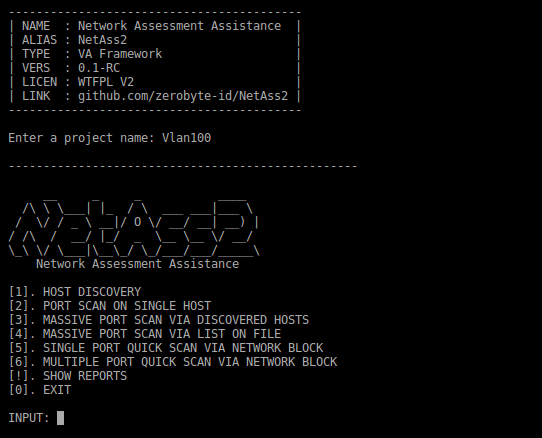 ------------------------------------------
| NAME  : Network Assessment Assistance  |
| ALIAS : NetAss2                        |
| TYPE  : VA Framework                   |
| VERS  : 0.1-RC                         |
| LICEN : WTFPL V2                       |
| LINK  : github.com/zerobyte-id/NetAss2 |
------------------------------------------
Enter a project name: Vlan100
--------------------------------------------------
NetAss2
Network Assessment Assistance
[1]. HOST DISCOVERY
[2]. PORT SCAN ON SINGLE HOST
[3]. MASSIVE PORT SCAN VIA DISCOVERED HOSTS
[4]. MASSIVE PORT SCAN VIA LIST ON FILE
[5]. SINGLE PORT QUICK SCAN VIA NETWORK BLOCK
[6]. MULTIPLE PORT QUICK SCAN VIA NETWORK BLOCK
[!]. SHOW REPORTS
[0]. EXIT
INPUT: